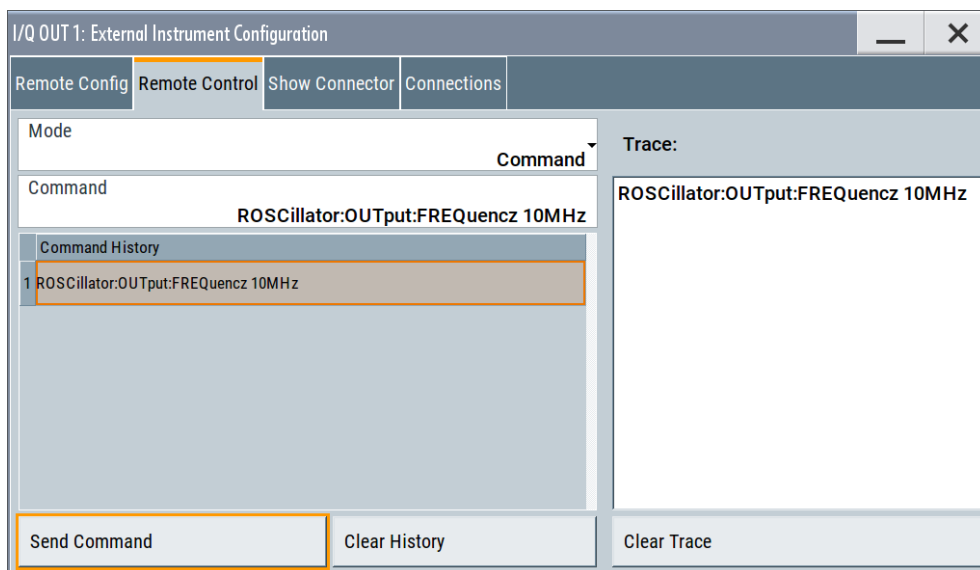 I/Q OUT 1: External Instrument Configuration
Remote Config Remote Control Show Connector Connections
Mode
Command
Trace:
Command
ROSCillator:OUTput:FREQuencz 10MHz
ROSCillator:OUTput:FREQuencz 10MHz
Command History
1 ROSCillator:OUTput:FREQuencz 10MHz
Send Command
Clear History
Clear Trace